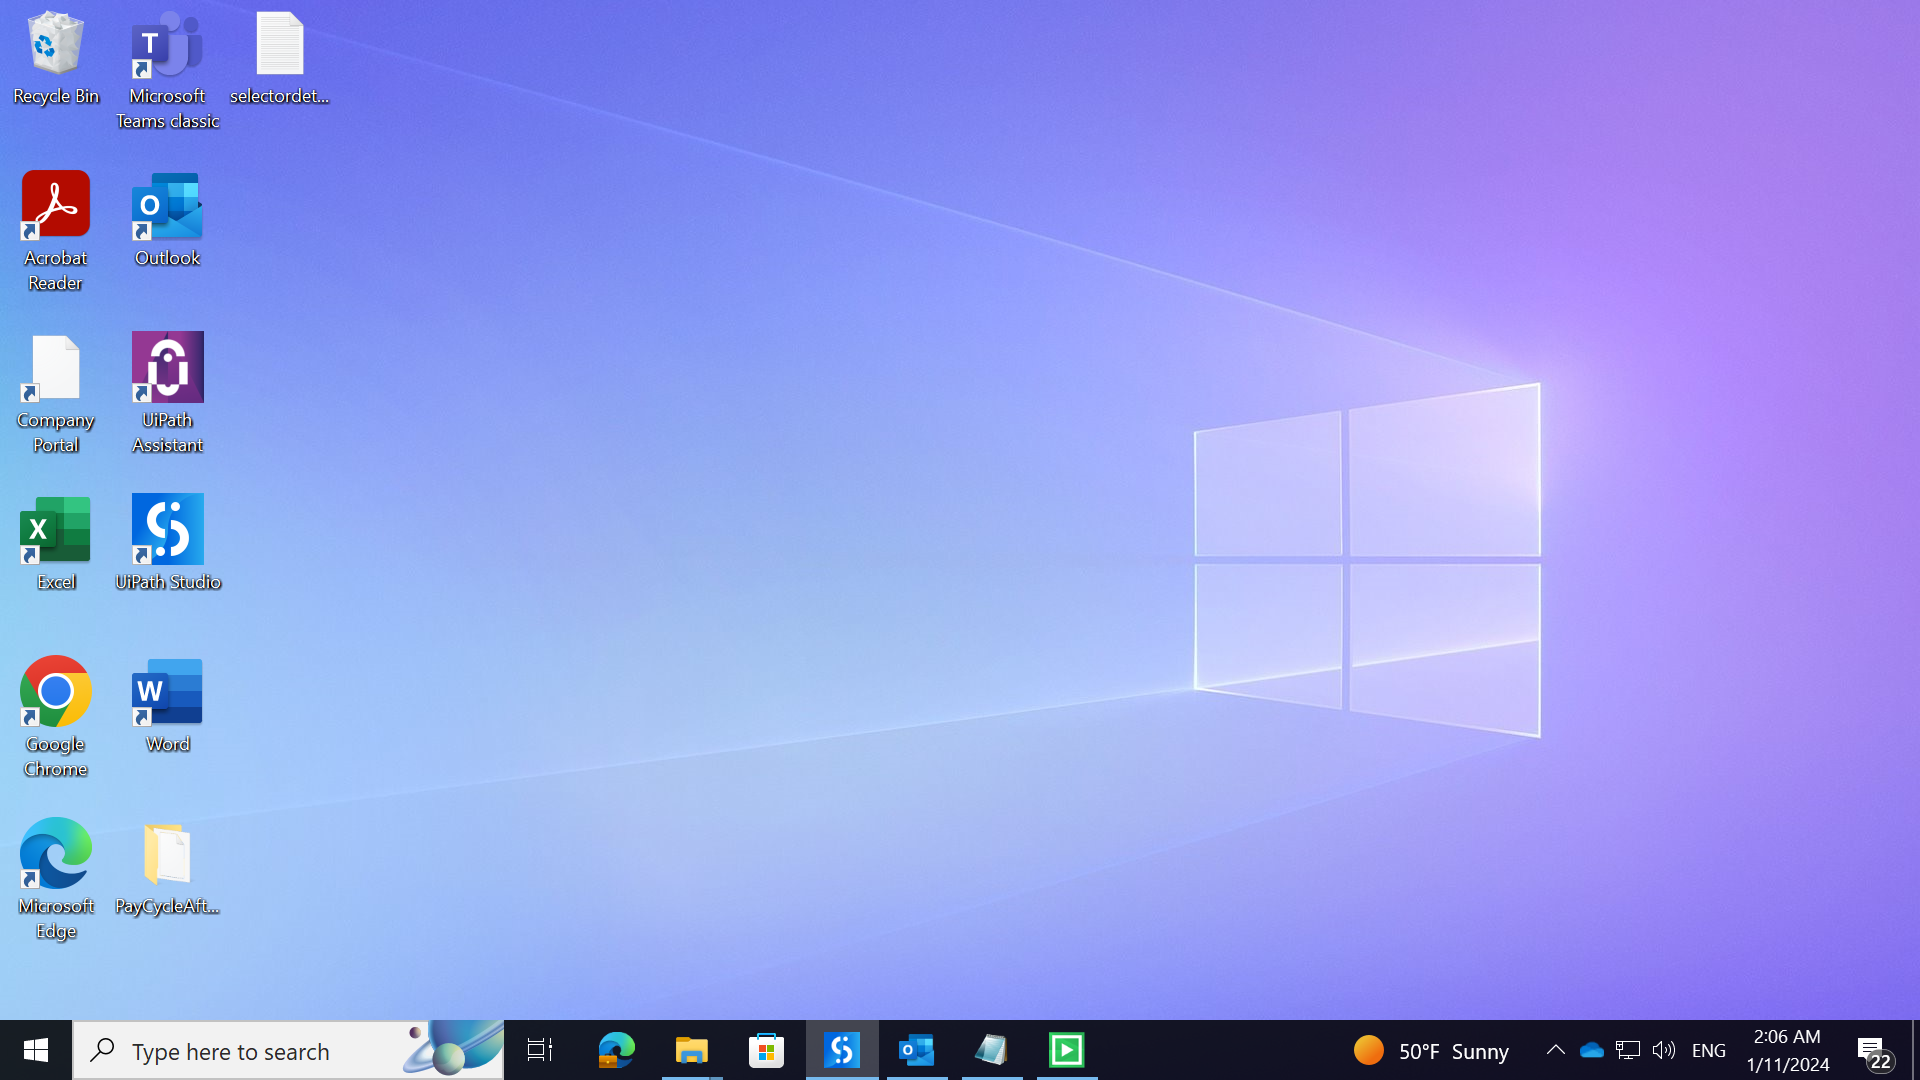 Recycle Bin
Microsoft
Teams classic
selectordet...
Acrobat
Reader
Outlook
Company
Portal
UiPath
Assistant
Excel
UiPath Studio
Google
Chrome
Word
Microsoft
Edge
PayCycleAft...
Type here to search
50°F Sunny
ENG
2:06 AM
1/11/2024
22